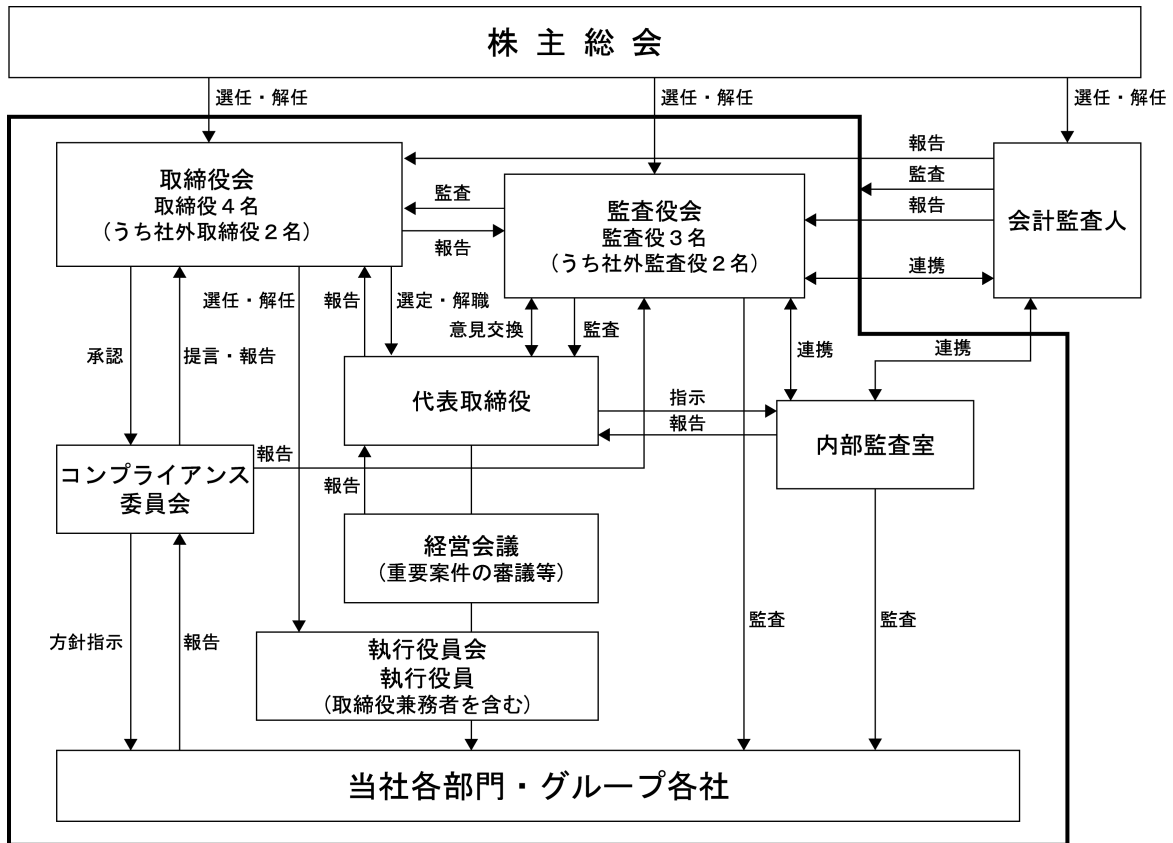 株主総会
選任・解任
選任・解任
選任・解任
取締役会
取締役4名
(うち社外取締役2名)
監査
報告
監査役会
監査役3名
(うち社外監査役2名)
報告
監査
報告
連携
会計監査人
選任・解任
報告
選定・解職
意見交換
監査
承認
提言・報告
連携
連携
代表取締役
指示
報告
内部監査室
コンプライアンス
委員会
報告
報告
経営会議
(重要案件の審議等)
方針指示
報告
監査
監査
執行役員会
執行役員
(取締役兼務者を含む)
当社各部門・グループ各社